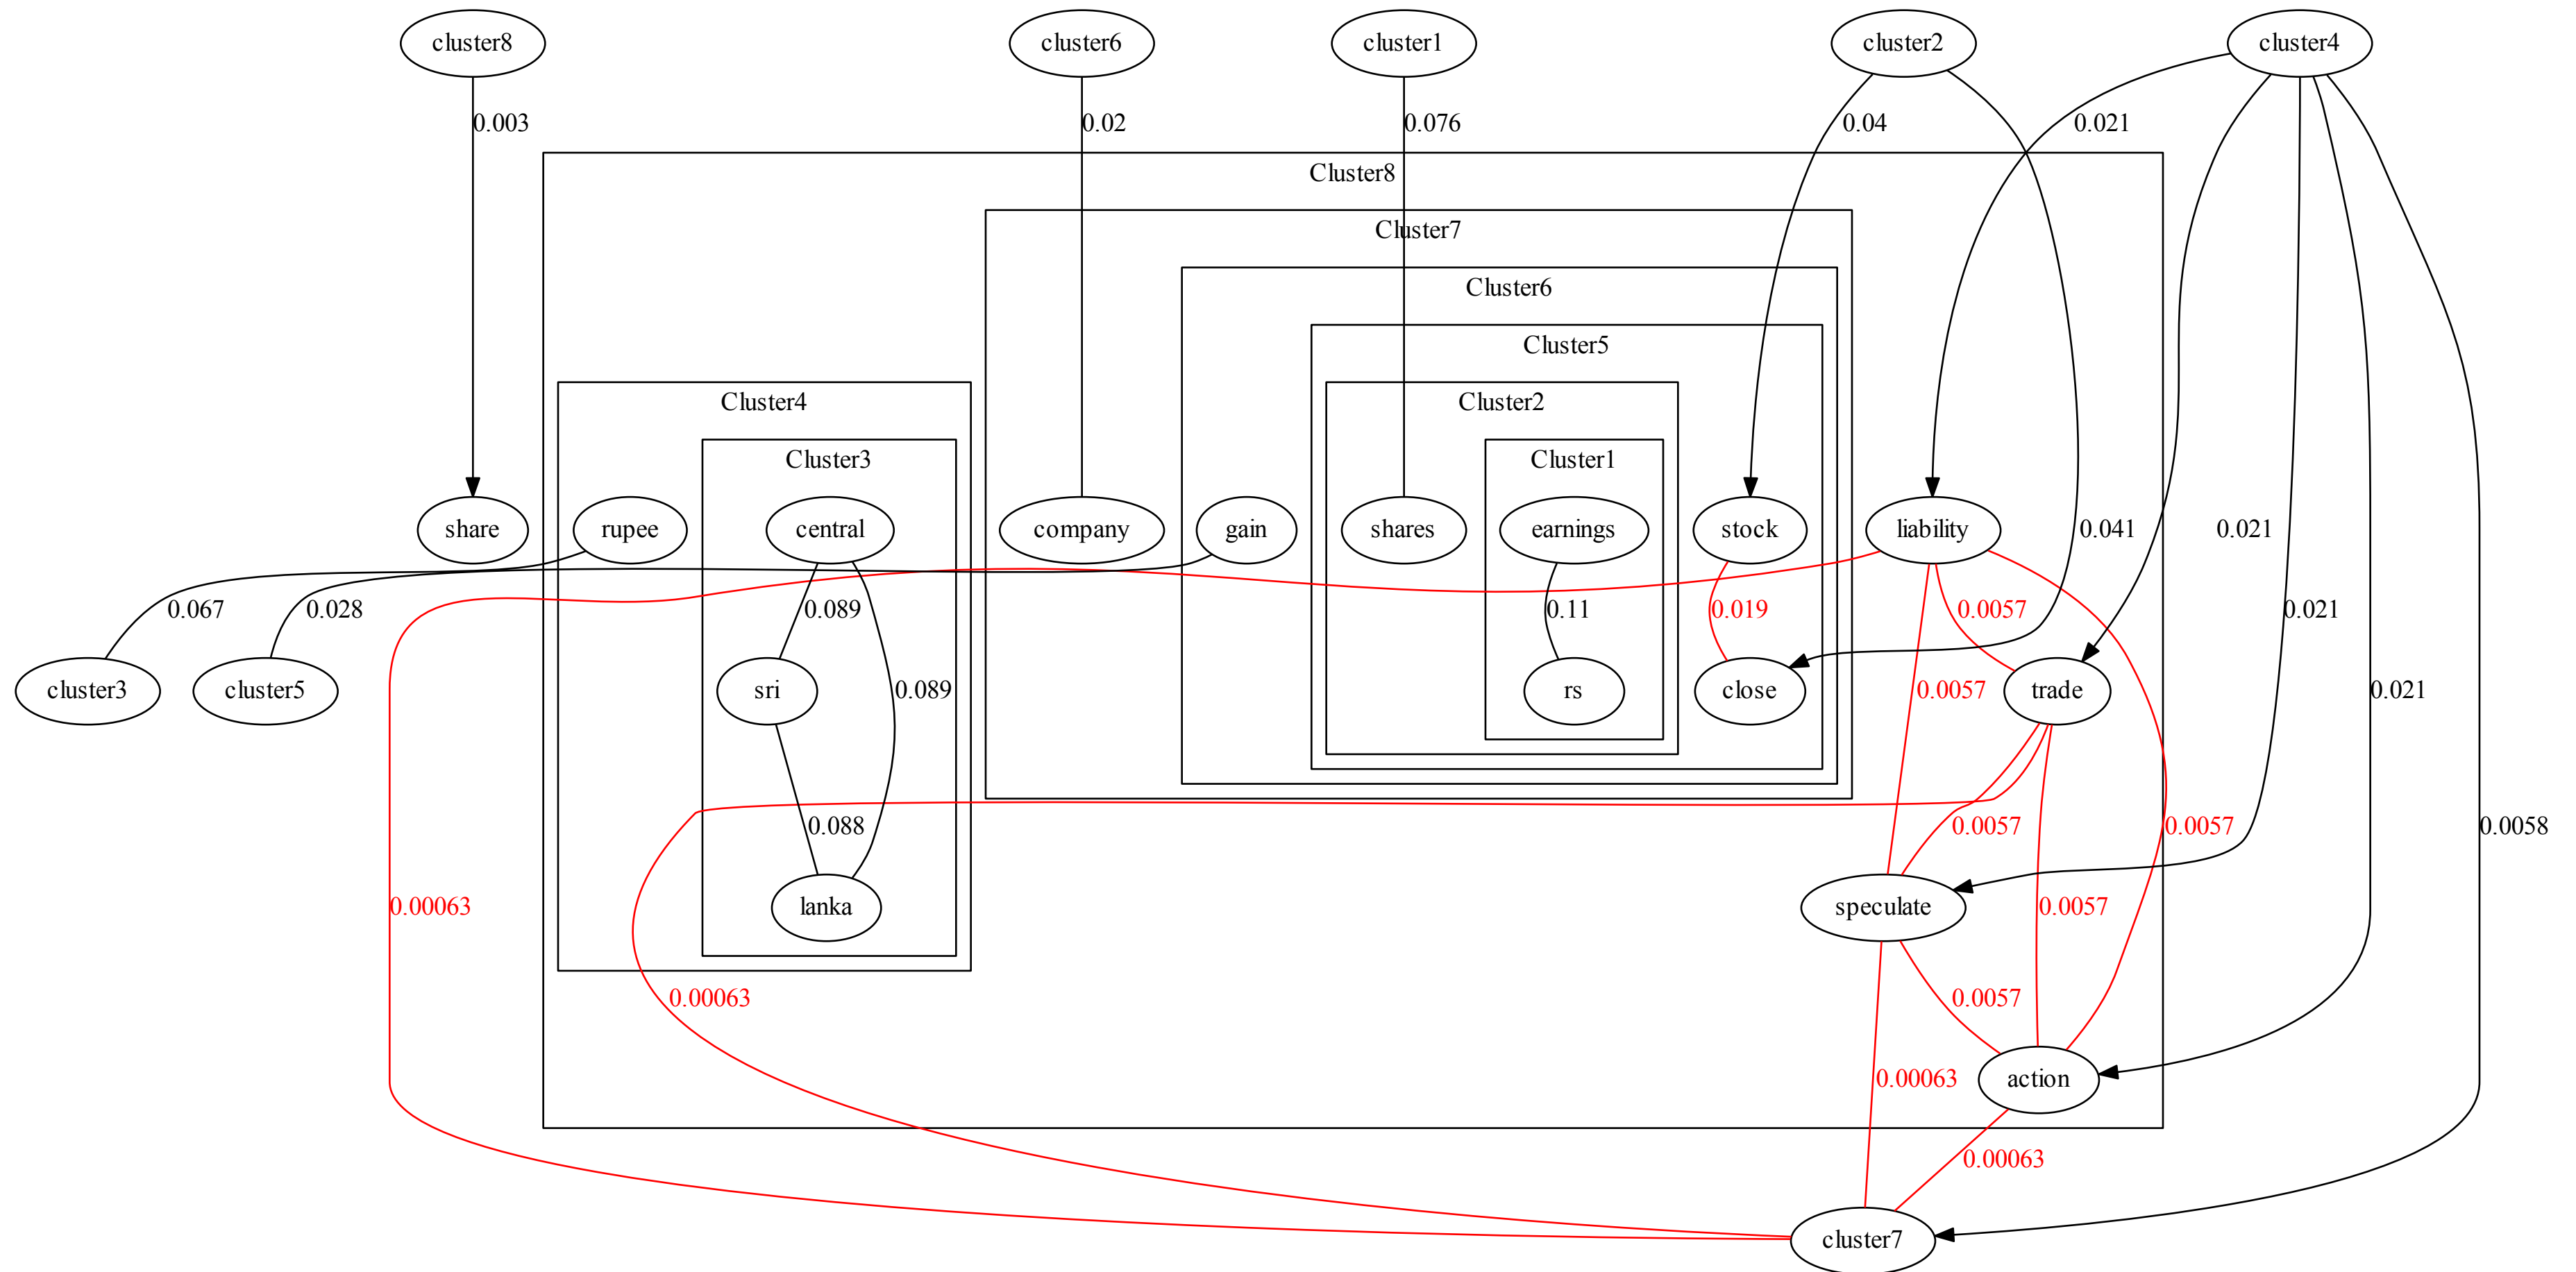 cluster8
cluster6
cluster1
cluster2
cluster4
0.003
0.02
0.076
0.04
0.021
Cluster8
Cluster7
Cluster6
Cluster5
Cluster4
Cluster2
Cluster3
Cluster1
share
rupee
central
company
gain
shares
earnings
stock
liability
0.041
0.021
0.067
0.028
0.089
0.11
0.019
0.0057
0.021
cluster3
cluster5
sri
0.089
rs
close
0.0057
trade
0.021
0.088
0.0057
0.0057
0.0058
0.00063
lanka
speculate
0.0057
0.00063
0.0057
0.00063
action
0.00063
cluster7